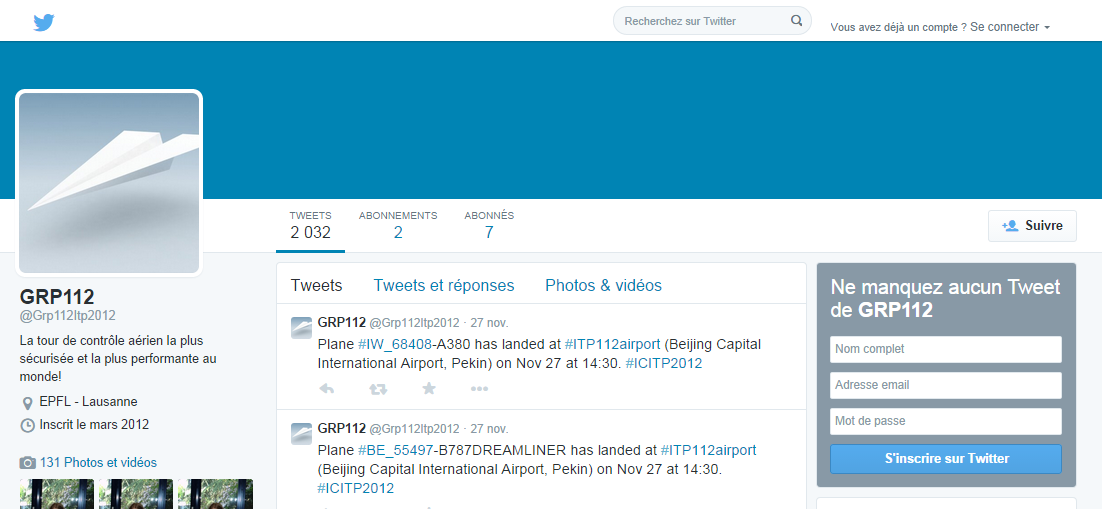 Recherchez sur Twitter
Vous avez déjà un compte ? Se connecter
TWEETS ABONNEMENTS ABONNÉS
2 032 2 7
Suivre
GRP112
@Grp112Itp2012
La tour de contrôle aérien la plus
sécurisée et la plus performante au
monde!
EPFL - Lausanne
Inscrit le mars 2012
131 Photos et vidéos
Tweets Tweets et réponses Photos & vidéos
GRP112 @Grp112Itp2012 · 27 nov.
Plane #IW_68408-A380 has landed at #ITP112airport (Beijing Capital
International Airport, Pekin) on Nov 27 at 14:30. #ICITP2012
GRP112 @Grp112Itp2012 · 27 nov.
Plane #BE_55497-B787DREAMLINER has landed at #ITP112airport
(Beijing Capital International Airport, Pekin) on Nov 27 at 14:30.
#ICITP2012
Ne manquez aucun Tweet
de GRP112
Nom complet
Adresse email
Mot de passe
S'inscrire sur Twitter